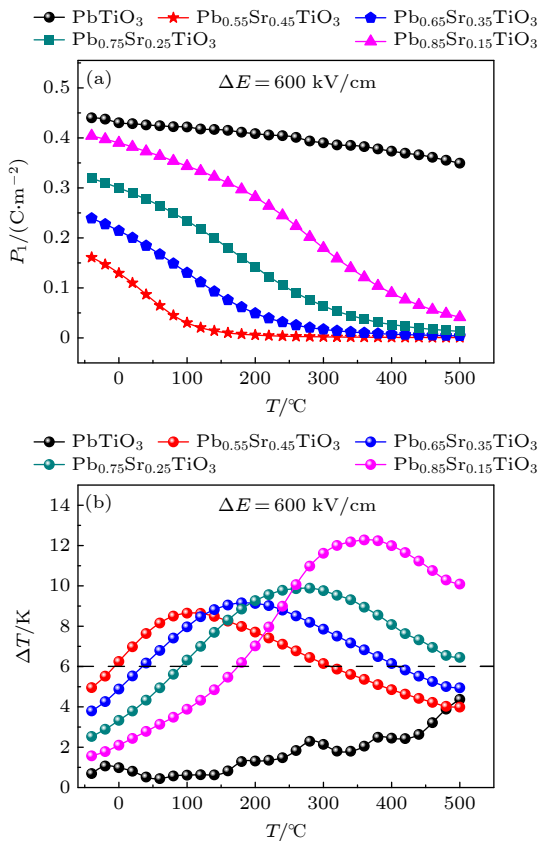 PbTiO₃ Pb₀.₅₅Sr₀.₄₅TiO₃ Pb₀.₆₅Sr₀.₃₅TiO₃
Pb₀.₇₅Sr₀.₂₅TiO₃ Pb₀.₈₅Sr₀.₁₅TiO₃
(a) ΔE = 600 kV/cm
0.5
0.4
0.3
0.2
0.1
0
P₁/(C·m⁻²)
0 100 200 300 400 500
T/℃
PbTiO₃ Pb₀.₅₅Sr₀.₄₅TiO₃ Pb₀.₆₅Sr₀.₃₅TiO₃
Pb₀.₇₅Sr₀.₂₅TiO₃ Pb₀.₈₅Sr₀.₁₅TiO₃
(b) ΔE = 600 kV/cm
14
12
10
8
6
4
2
0
ΔT/K
0 100 200 300 400 500
T/℃